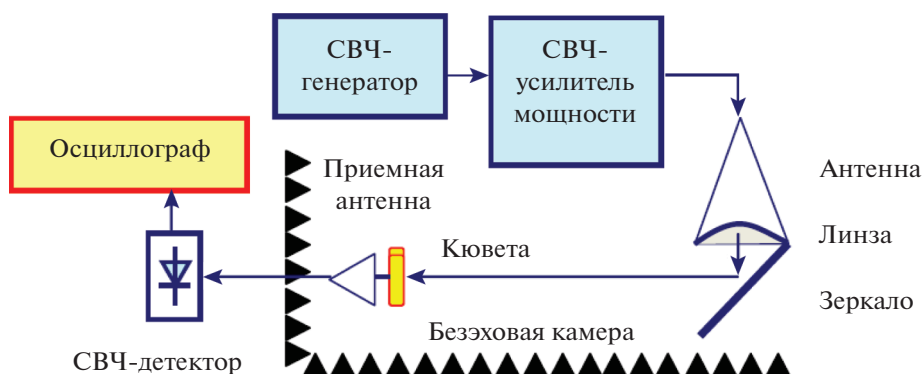 СВЧ-
генератор
СВЧ-
усилитель
мощности
Осциллограф
Приемная
антенна
Антенна
Линза
Кювета
Зеркало
Безэховая камера
СВЧ-детектор